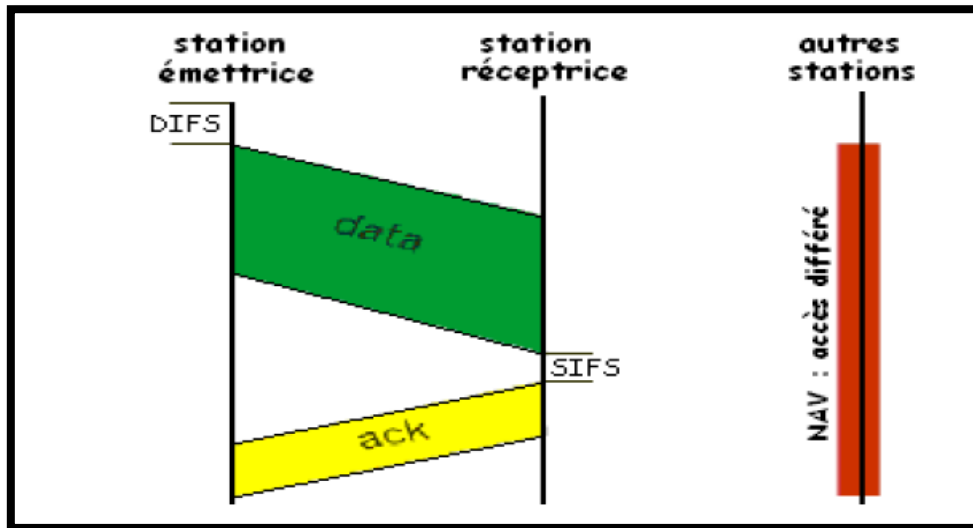 station
émettrice
station
réceptrice
autres
stations
DIFS
data
SIFS
ack
NAV : accès différé